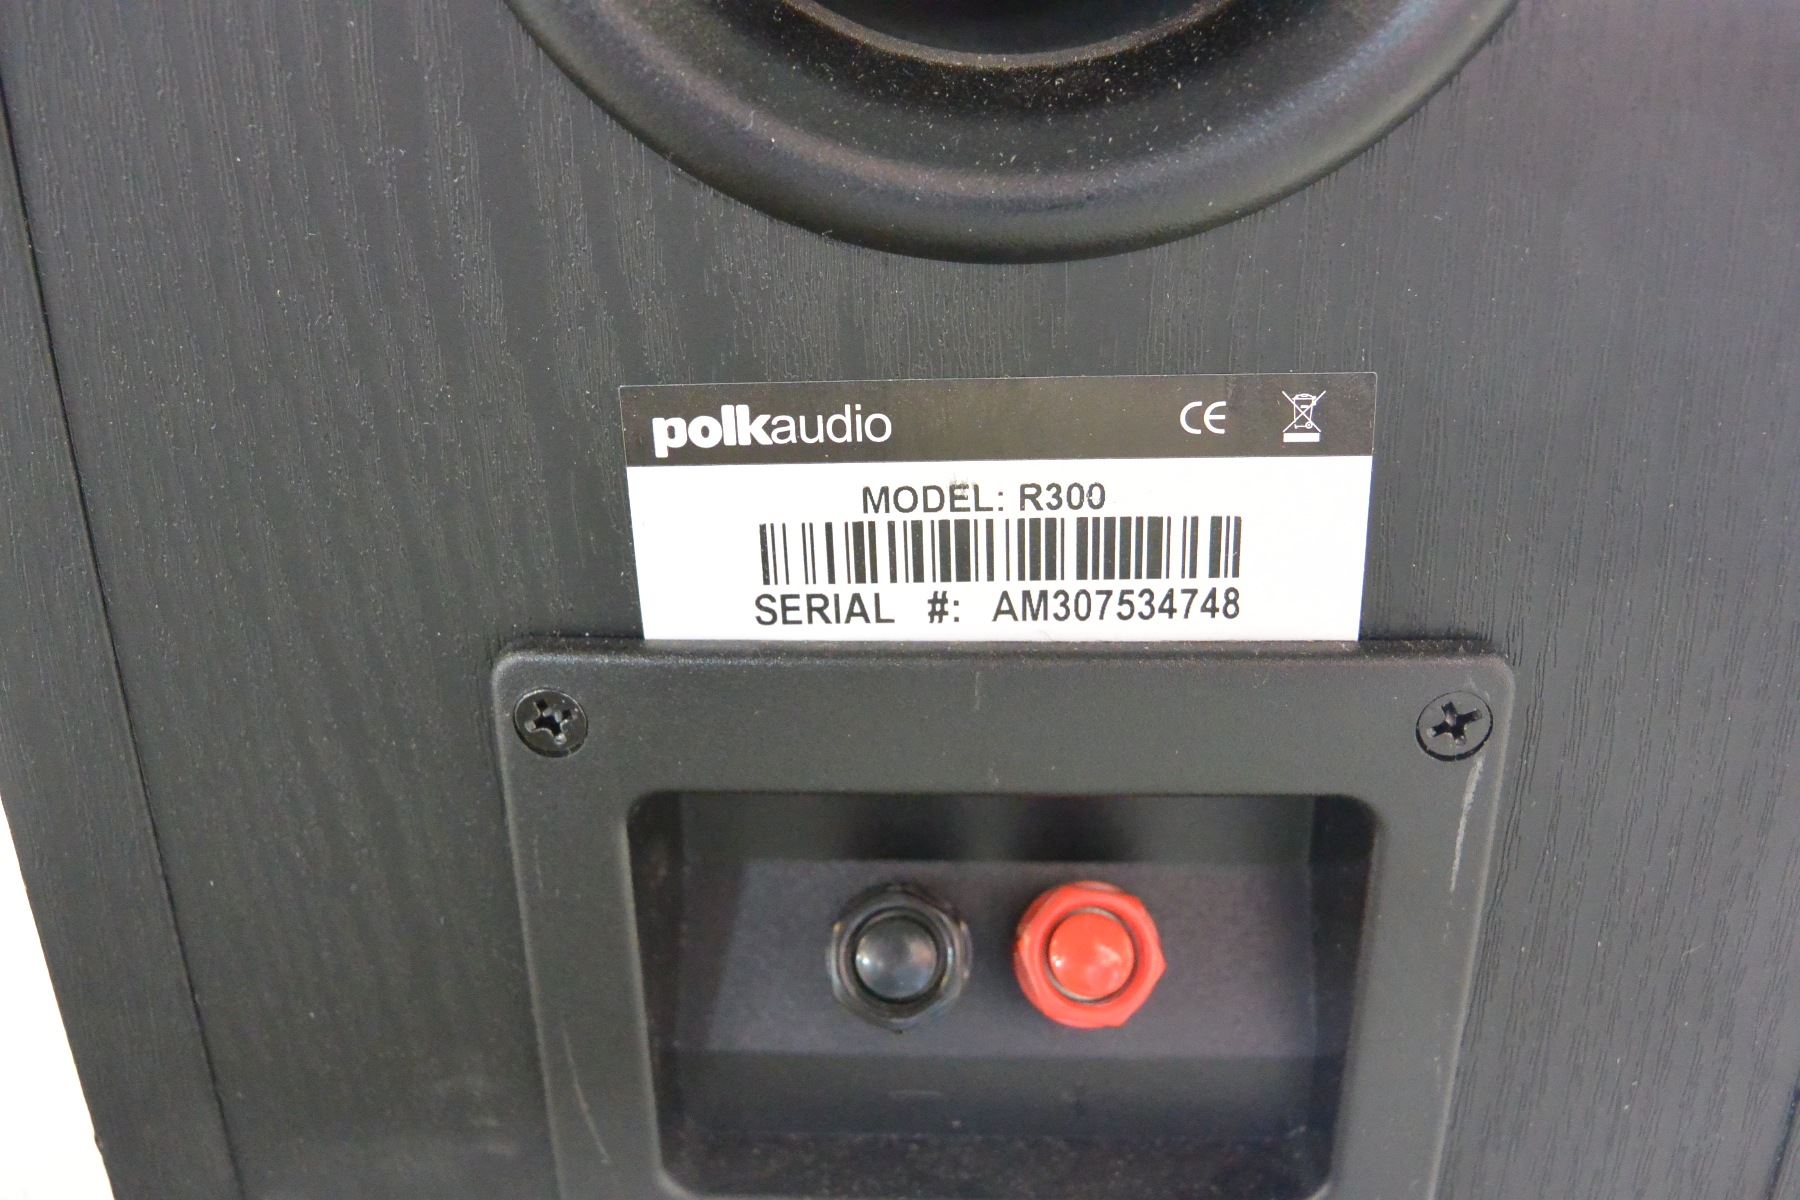 polkaudio CE
MODEL: R300
SERIAL #: AM307534748